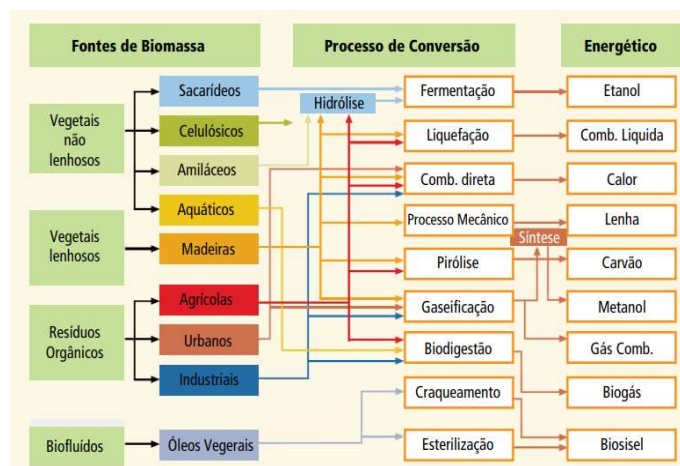 Fontes de Biomassa
Processo de Conversão
Energético
Sacarídeos
Hidrólise
Fermentação
Etanol
Vegetais
não
lenhosos
Celulósicos
Liquefação
Comb. Liquida
Amiláceos
Comb. direta
Calor
Aquáticos
Processo Mecânico
Lenha
Síntese
Vegetais
lenhosos
Madeiras
Pirólise
Carvão
Agrícolas
Gaseificação
Metanol
Resíduos
Orgânicos
Urbanos
Biodigestão
Gás Comb.
Industriais
Craqueamento
Biogás
Biofluídos
Óleos Vegerais
Esterilização
Biosisel